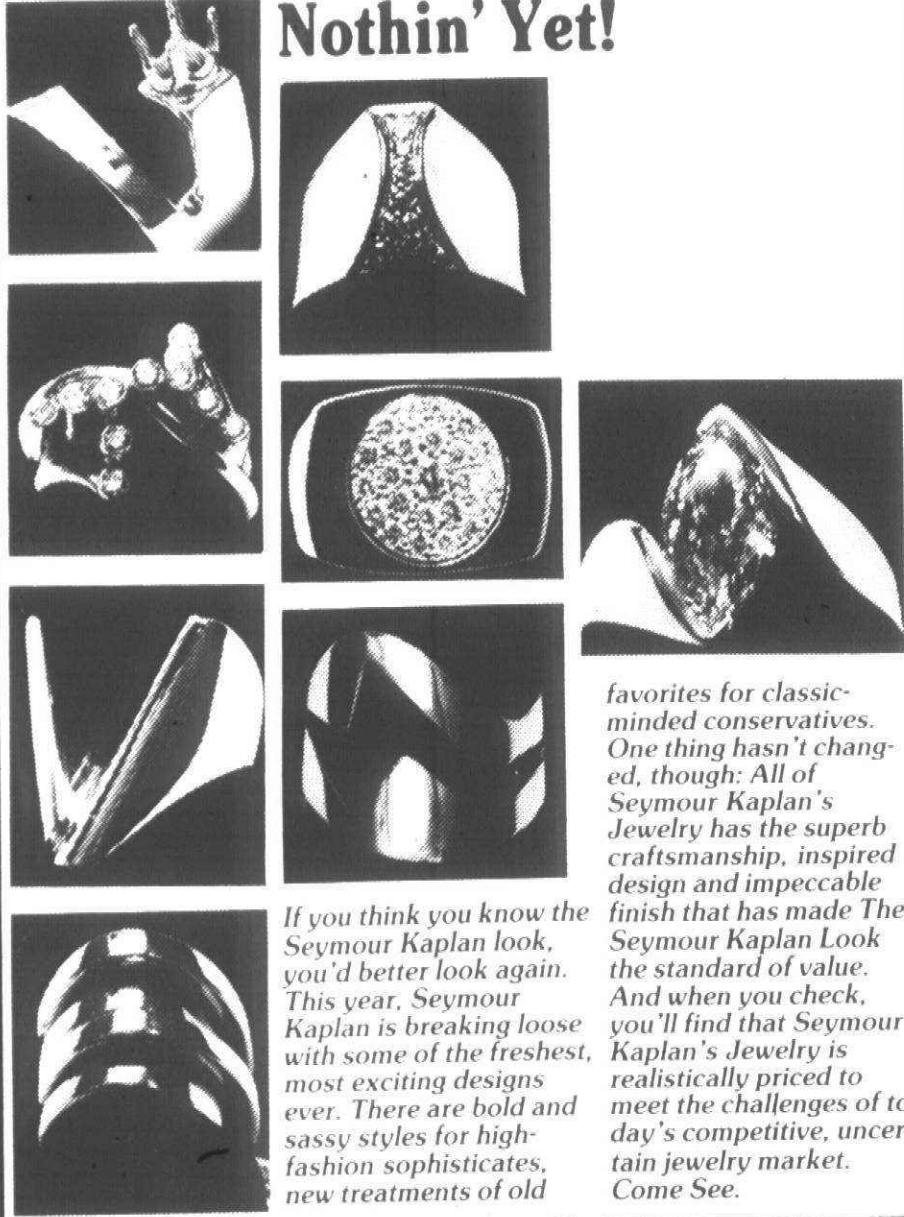 Nothin' Yet!
If you think you know the
Seymour Kaplan look,
you'd better look again.
This year, Seymour
Kaplan is breaking loose
with some of the freshest,
most exciting designs
ever. There are bold and
sassy styles for high-
fashion sophisticates,
new treatments of old
favorites for classic-
minded conservatives.
One thing hasn't chang-
ed, though: All of
Seymour Kaplan's
Jewelry has the superb
craftsmanship, inspired
design and impeccable
finish that has made The
Seymour Kaplan Look
the standard of value.
And when you check,
you'll find that Seymour
Kaplan's Jewelry is
realistically priced to
meet the challenges of to
day's competitive, uncer
tain jewelry market.
Come See.